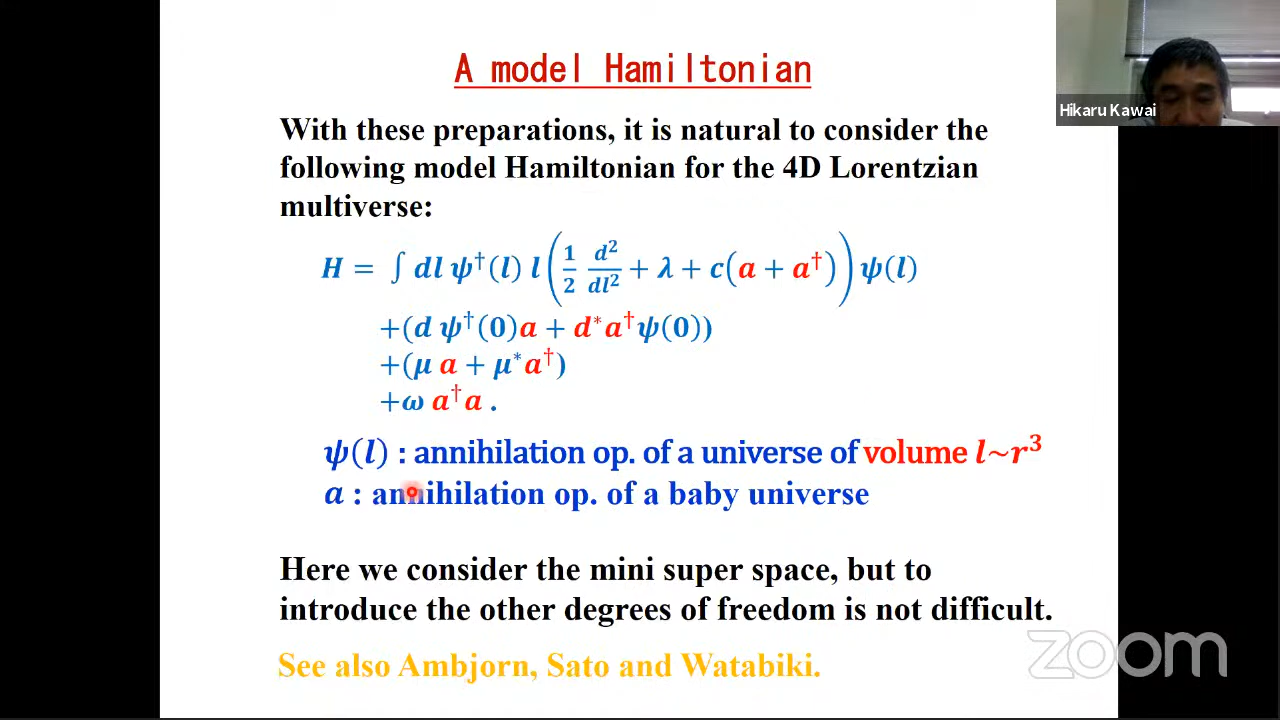 A model Hamiltonian
Hikaru Kawai
With these preparations, it is natural to consider the
following model Hamiltonian for the 4D Lorentzian
multiverse:
H = ∫ dl ψ†(l) l(1/2 d²/dl² + λ + c(a + a†))ψ(l)
+(d ψ†(0)a + d*a†ψ(0))
+(μ a + μ*a†)
+ω a†a .
ψ(l) : annihilation op. of a universe of volume l~r³
a : annihilation op. of a baby universe
Here we consider the mini super space, but to
introduce the other degrees of freedom is not difficult.
See also Ambjorn, Sato and Watabiki.
zoom